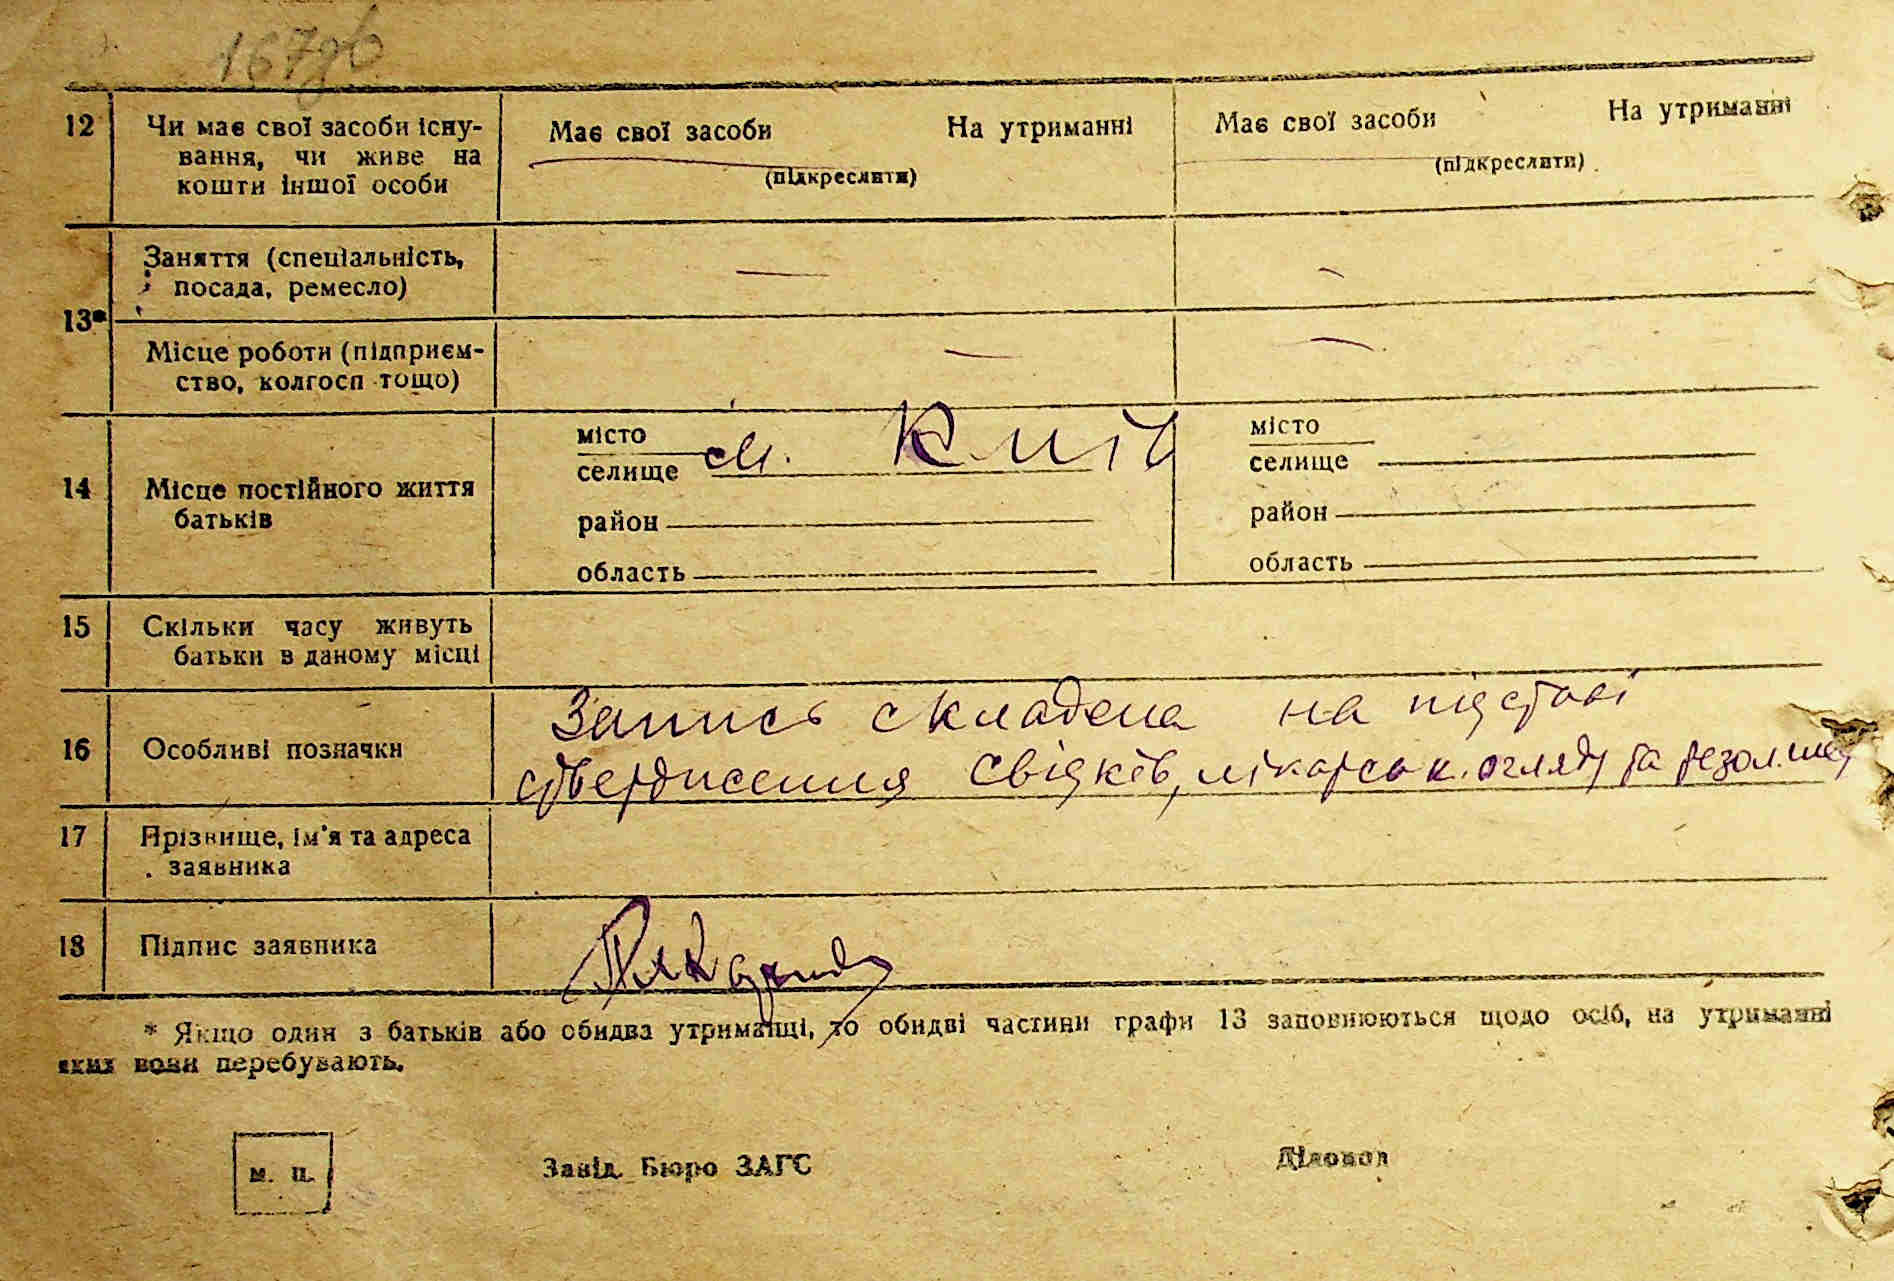 167зв
12 Чи має свої засоби існу- Має свої засоби На утриманні Має свої засоби На утриманні
вання, чи живе на (підкреслити) (підкреслити)
кошти іншої особи
13* Заняття (спеціальність, — —
посада, ремесло)
Місце роботи (підприєм- — —
ство, колгосп тощо)
14 Місце постійного життя батьків
місто
селище м. Київ
район
область
місто
селище
район
область
15 Скільки часу живуть
батьки в даному місці
16 Особливі позначки
Запись складена на підставі
ствердження свідків, лікарськ. огляду та резолюції
17 Прізвище, ім'я та адреса
заявника
18 Підпис заявника
* Якщо один з батьків або обидва утриманці, то обидві частини графи 13 заповнюються щодо осіб, на утриманні
яких вони перебувають.
м. п. Завід. Бюро ЗАГС Діловод